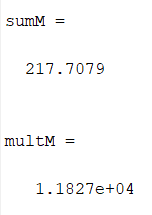 sumM =
217.7079
multM =
1.1827e+04